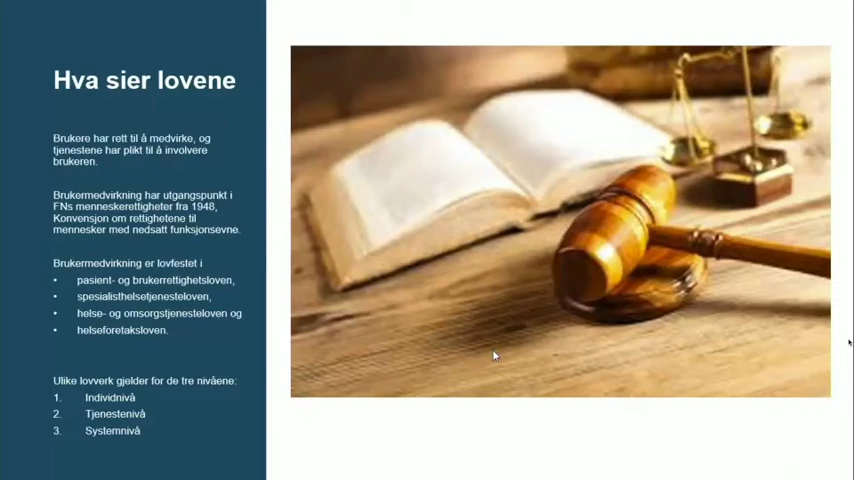 Hva sier lovene
Brukere har rett til å medvirke, og
tjenestene har plikt til å involvere
brukeren.
Brukermedvirkning har utgangspunkt i
FNs menneskerettigheter fra 1948,
Konvensjon om rettighetene til
mennesker med nedsatt funksjonsevne.
Brukermedvirkning er lovfestet i
• pasient- og brukerrettighetsloven,
• spesialisthelsetjenesteloven,
• helse- og omsorgstjenesteloven og
• helseforetaksloven.
Ulike lovverk gjelder for de tre nivåene:
1. Individnivå
2. Tjenestenivå
3. Systemnivå